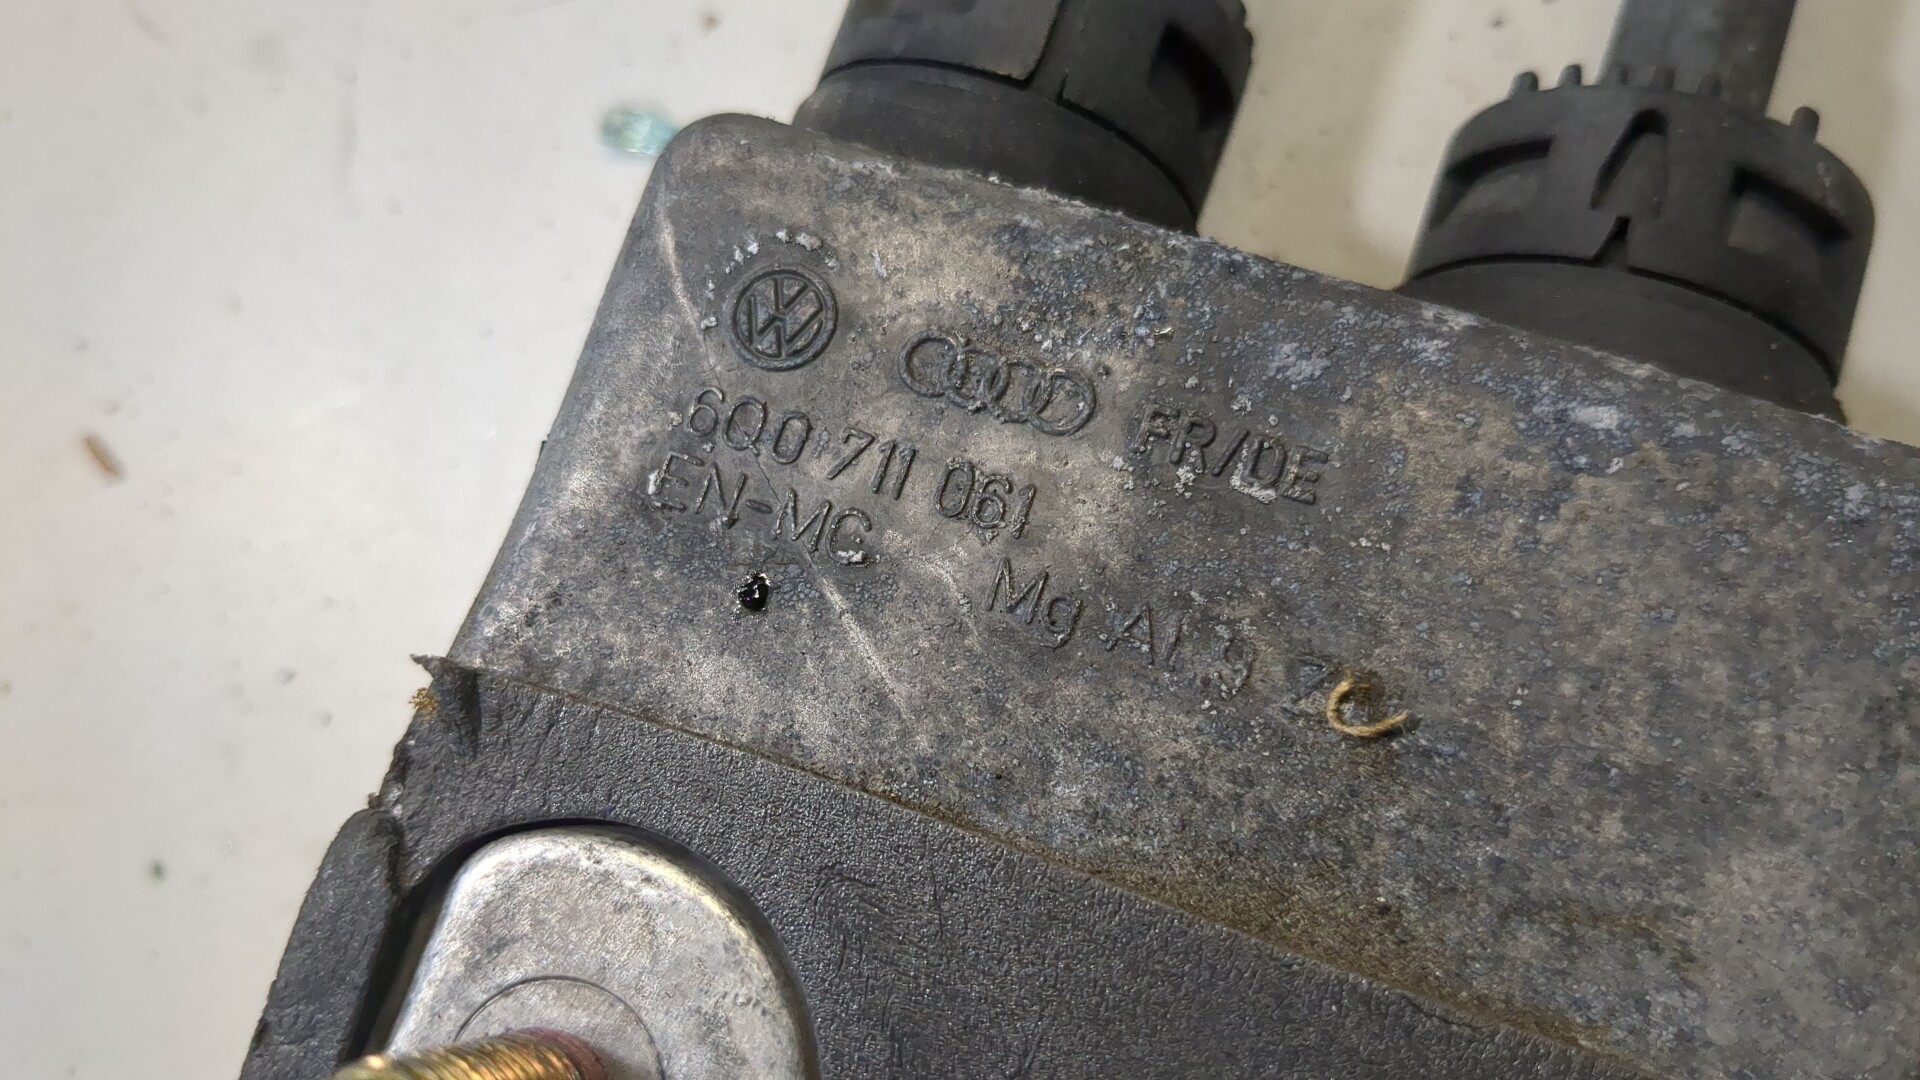 FR/DE
6Q0 711 061
EN-MC Mg Al 9